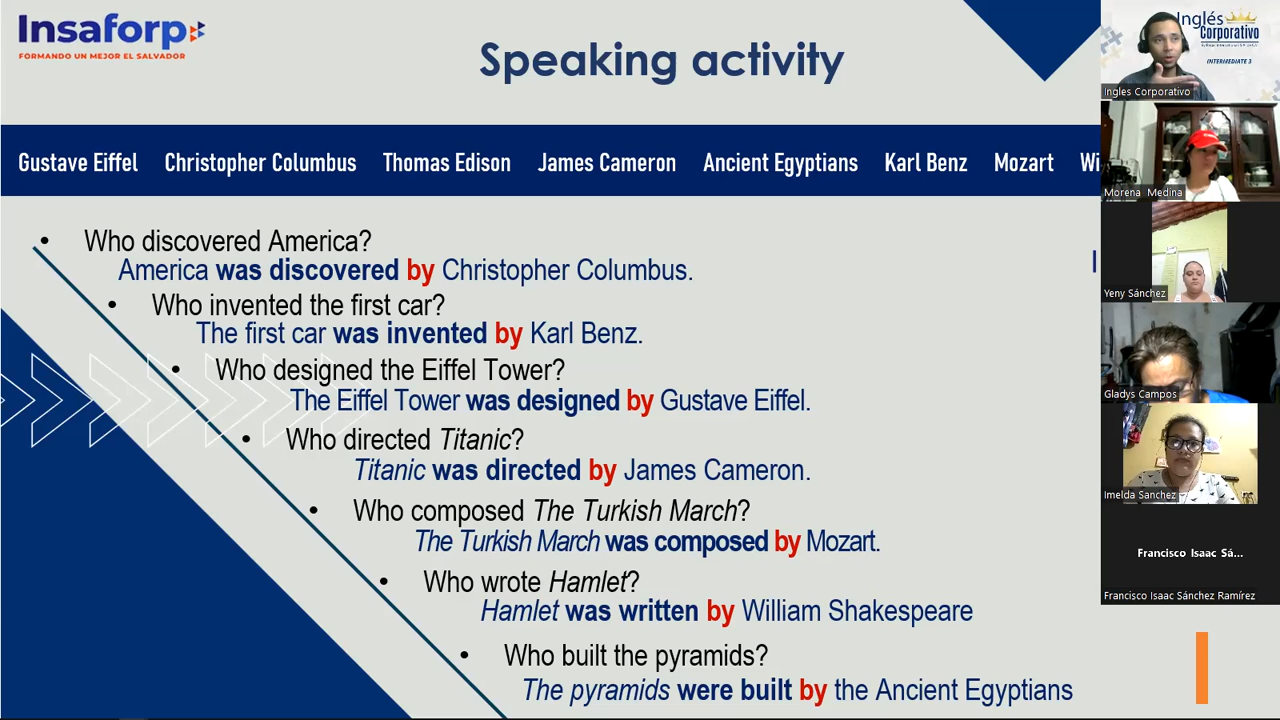 Insaforp
FORMANDO UN MEJOR EL SALVADOR
Speaking activity
Gustave Eiffel Christopher Columbus Thomas Edison James Cameron Ancient Egyptians Karl Benz Mozart Wi
• Who discovered America?
America was discovered by Christopher Columbus.
• Who invented the first car?
The first car was invented by Karl Benz.
• Who designed the Eiffel Tower?
The Eiffel Tower was designed by Gustave Eiffel.
• Who directed Titanic?
Titanic was directed by James Cameron.
• Who composed The Turkish March?
The Turkish March was composed by Mozart.
• Who wrote Hamlet?
Hamlet was written by William Shakespeare
• Who built the pyramids?
The pyramids were built by the Ancient Egyptians
Inglés
Corporativo
INTERMEDIATE 3
Ingles Corporativo
Morena Medina
Yeny Sánchez
Gladys Campos
Imelda Sanchez
Francisco Isaac Sá...
Francisco Isaac Sánchez Ramírez